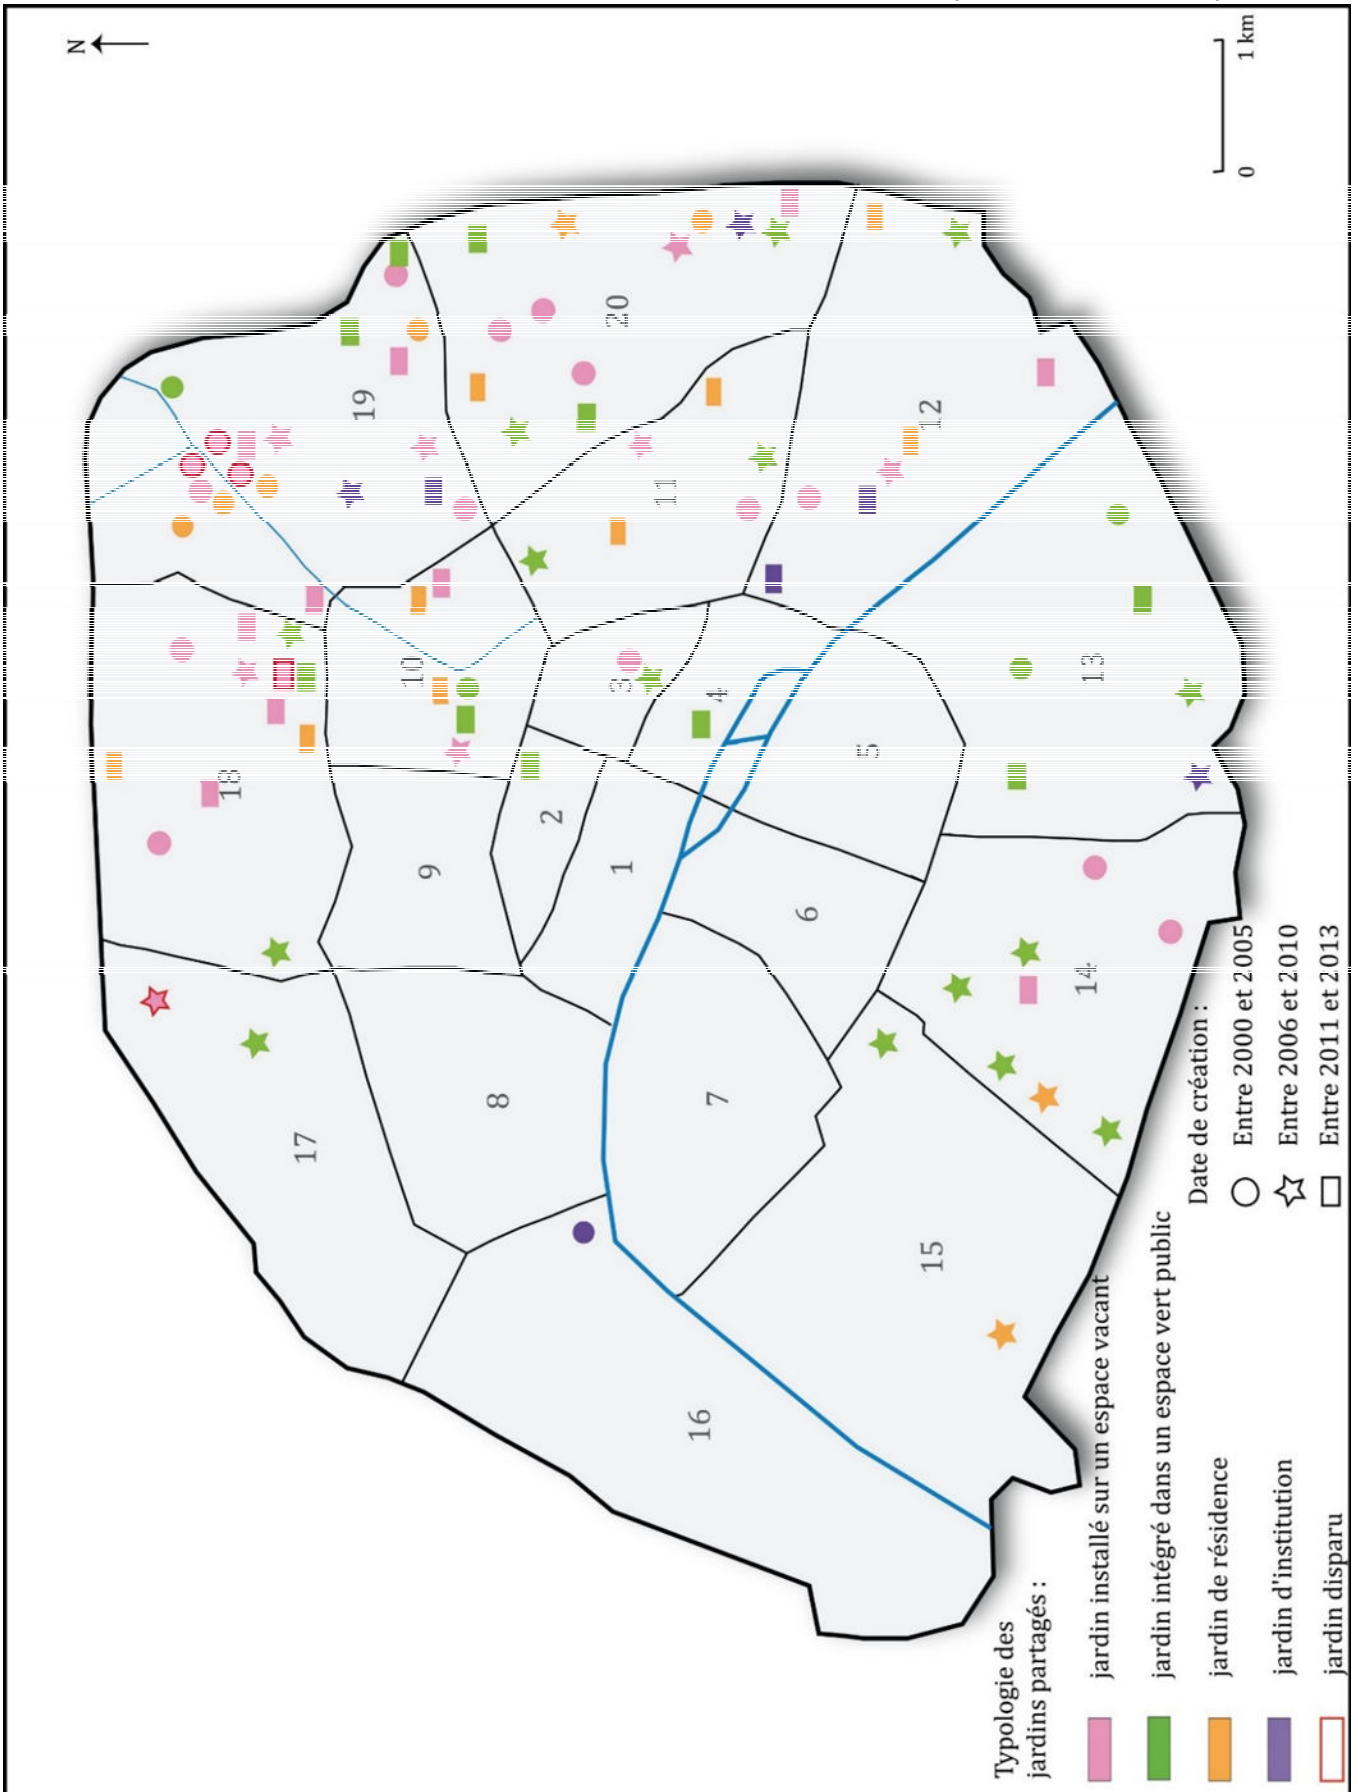 N
18
19
17
10
9
2
3
20
8
1
11
4
16
7
6
5
12
15
14
13
0
1 km
Typologie des
jardins partagés :
jardin installé sur un espace vacant
jardin intégré dans un espace vert public
jardin de résidence
jardin d'institution
jardin disparu
Date de création :
Entre 2000 et 2005
Entre 2006 et 2010
Entre 2011 et 2013